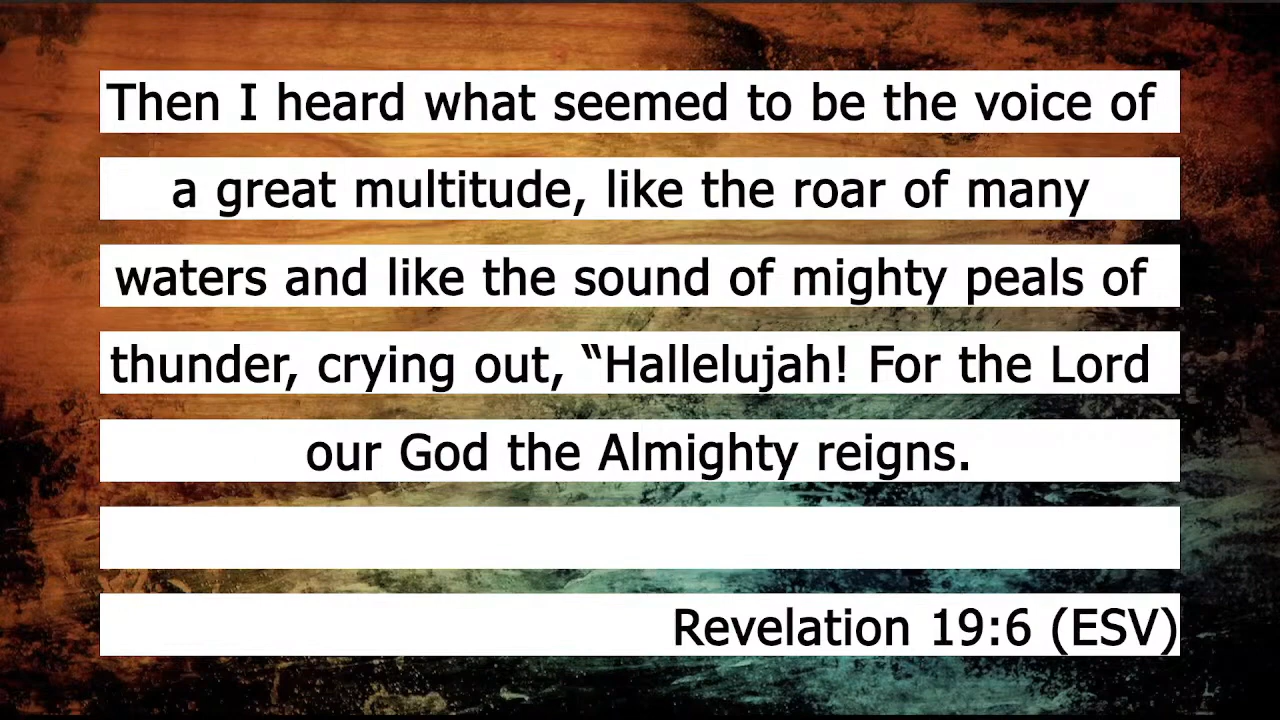 Then I heard what seemed to be the voice of
a great multitude, like the roar of many
waters and like the sound of mighty peals of
thunder, crying out, “Hallelujah! For the Lord
our God the Almighty reigns.
Revelation 19:6 (ESV)